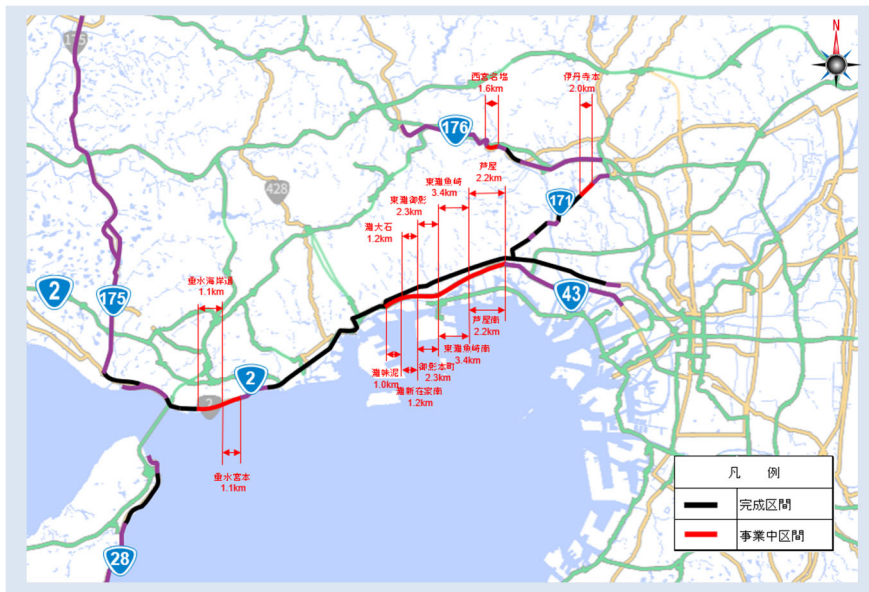 N
175
西宮名塩
1.6km
伊丹寺本
2.0km
176
芦屋
2.2km
東灘魚崎
3.4km
東灘御影
2.3km
428
171
灘大石
1.2km
2
175
垂水海岸通
1.1km
43
芦屋南
2.2km
東灘魚崎南
3.4km
御影本町
2.3km
灘味泥
1.0km
灘新在家南
1.2km
2
2
垂水宮本
1.1km
28
凡 例
完成区間
事業中区間